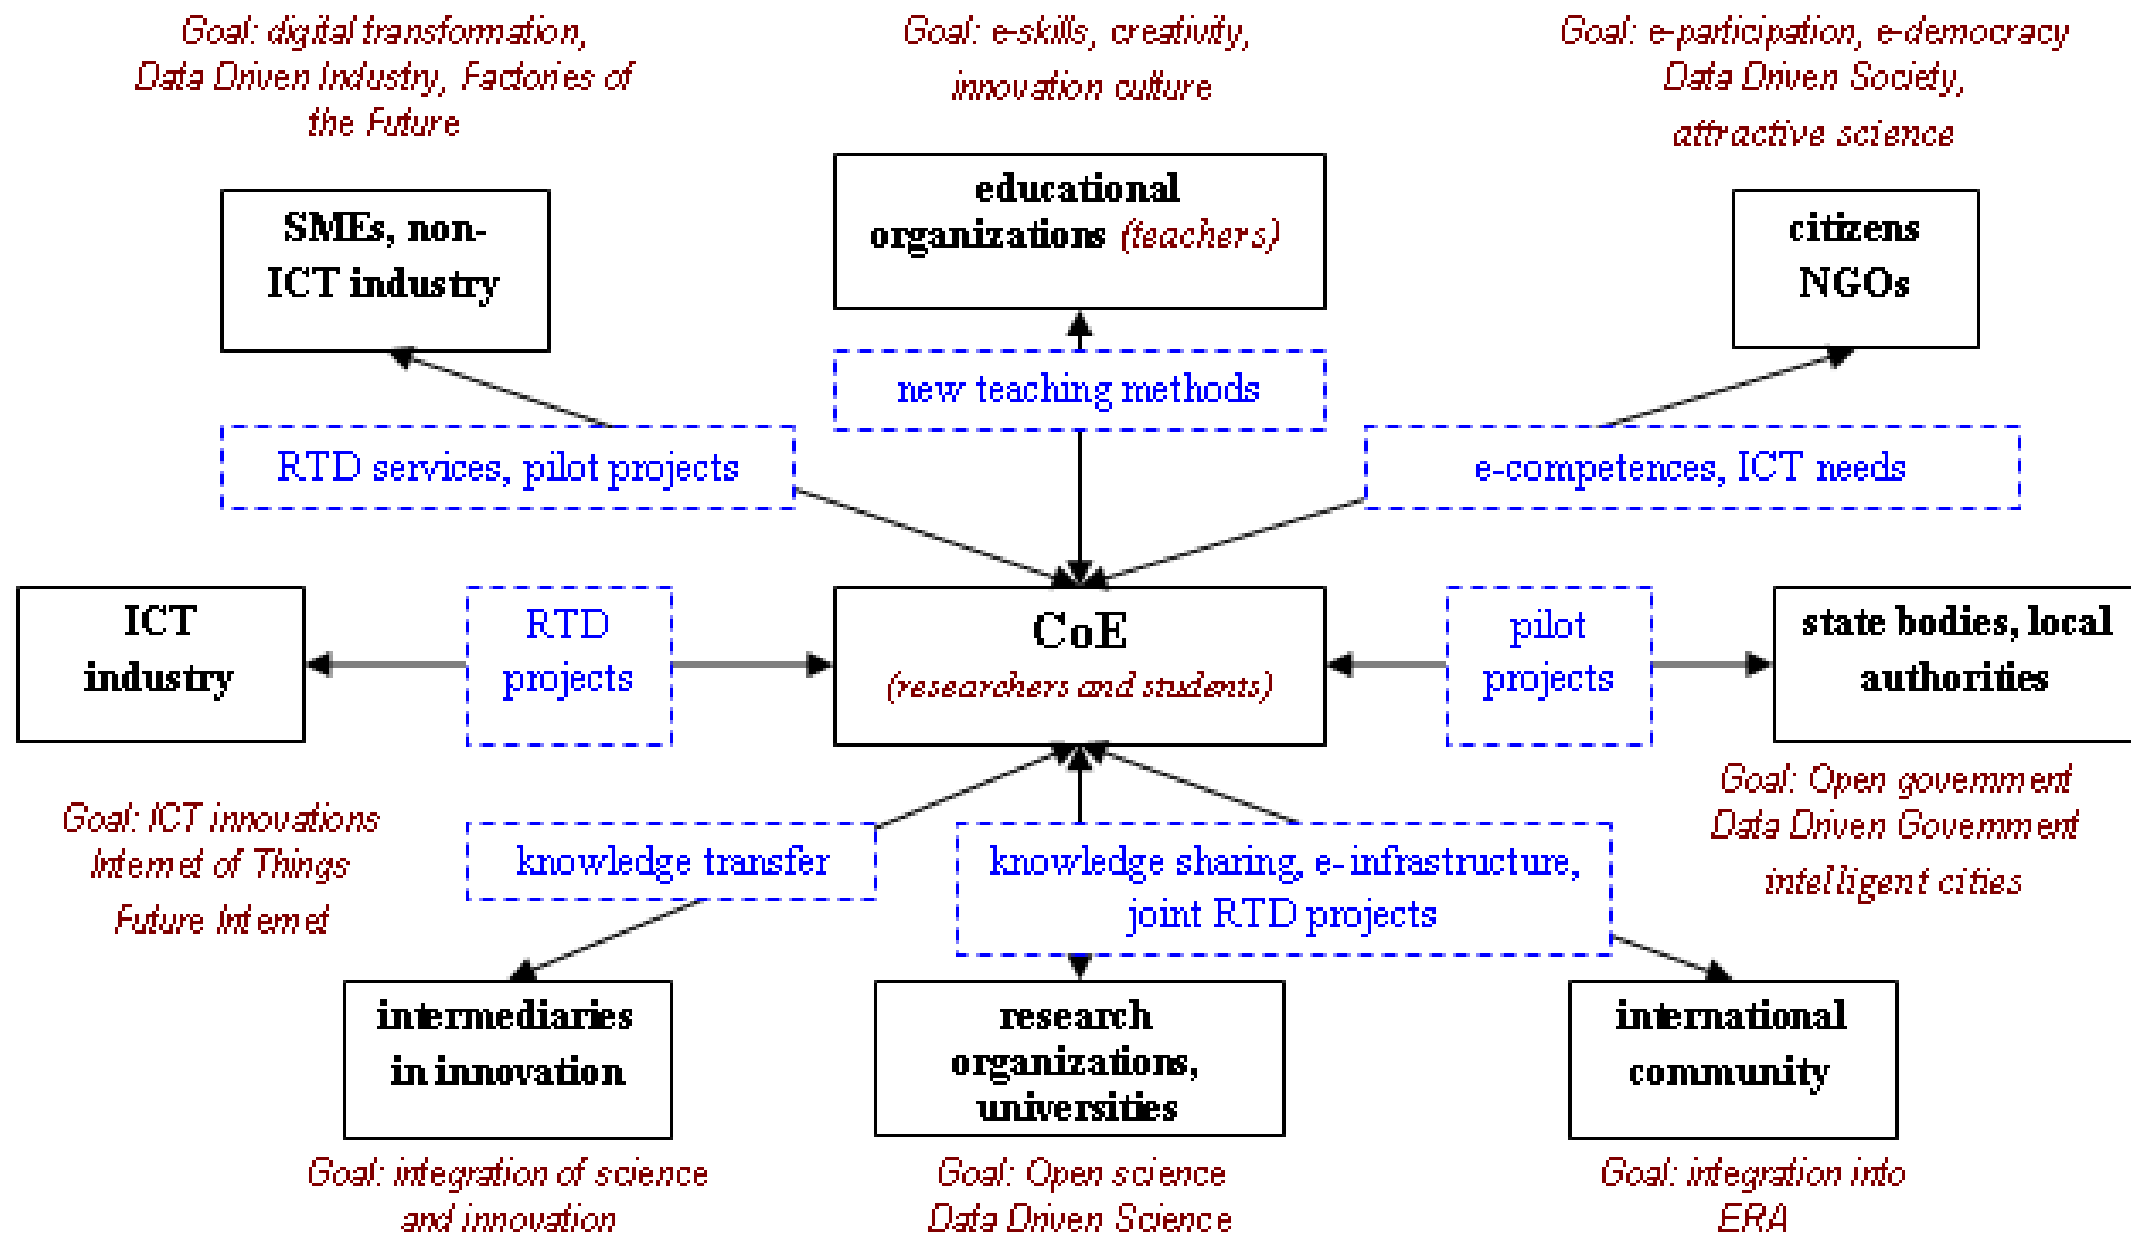 Goal: digital transformation,
Data Driven Industry, Factories of
the Future
Goal: e-skills, creativity,
innovation culture
Goal: e-participation, e-democracy
Data Driven Society,
attractive science
SMEs, non-
ICT industry
educational
organizations (teachers)
citizens
NGOs
new teaching methods
RTD services, pilot projects
e-competences, ICT needs
ICT
industry
RTD
projects
CoE
(researchers and students)
pilot
projects
state bodies, local
authorities
Goal: ICT innovations
Internet of Things
Future Internet
knowledge transfer
knowledge sharing, e-infrastructure,
joint RTD projects
Goal: Open government
Data Driven Government
intelligent cities
intermediaries
in innovation
research
organizations,
universities
international
community
Goal: integration of science
and innovation
Goal: Open science
Data Driven Science
Goal: integration into
ERA